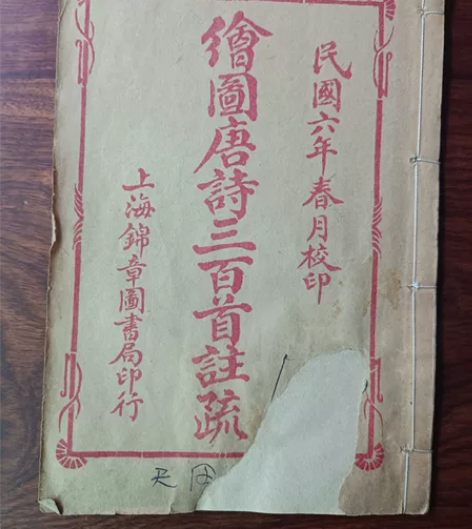 民國六年春月校印
繪圖唐詩三百首註疏
上海錦章圖書局印行